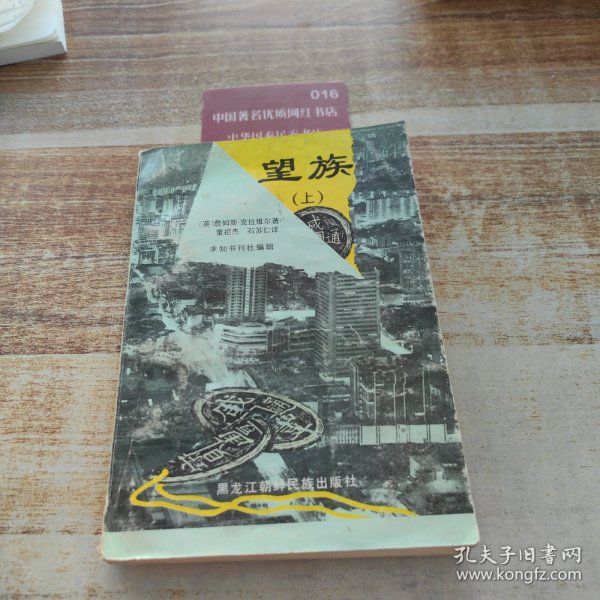 016
中国著名优质网红书店
望族
(上)
[英]詹姆斯·克拉维尔著
董祖杰 石苏仁译
求知书刊社编辑
黑龙江朝鲜民族出版社
孔夫子旧书网
www.kongfz.com